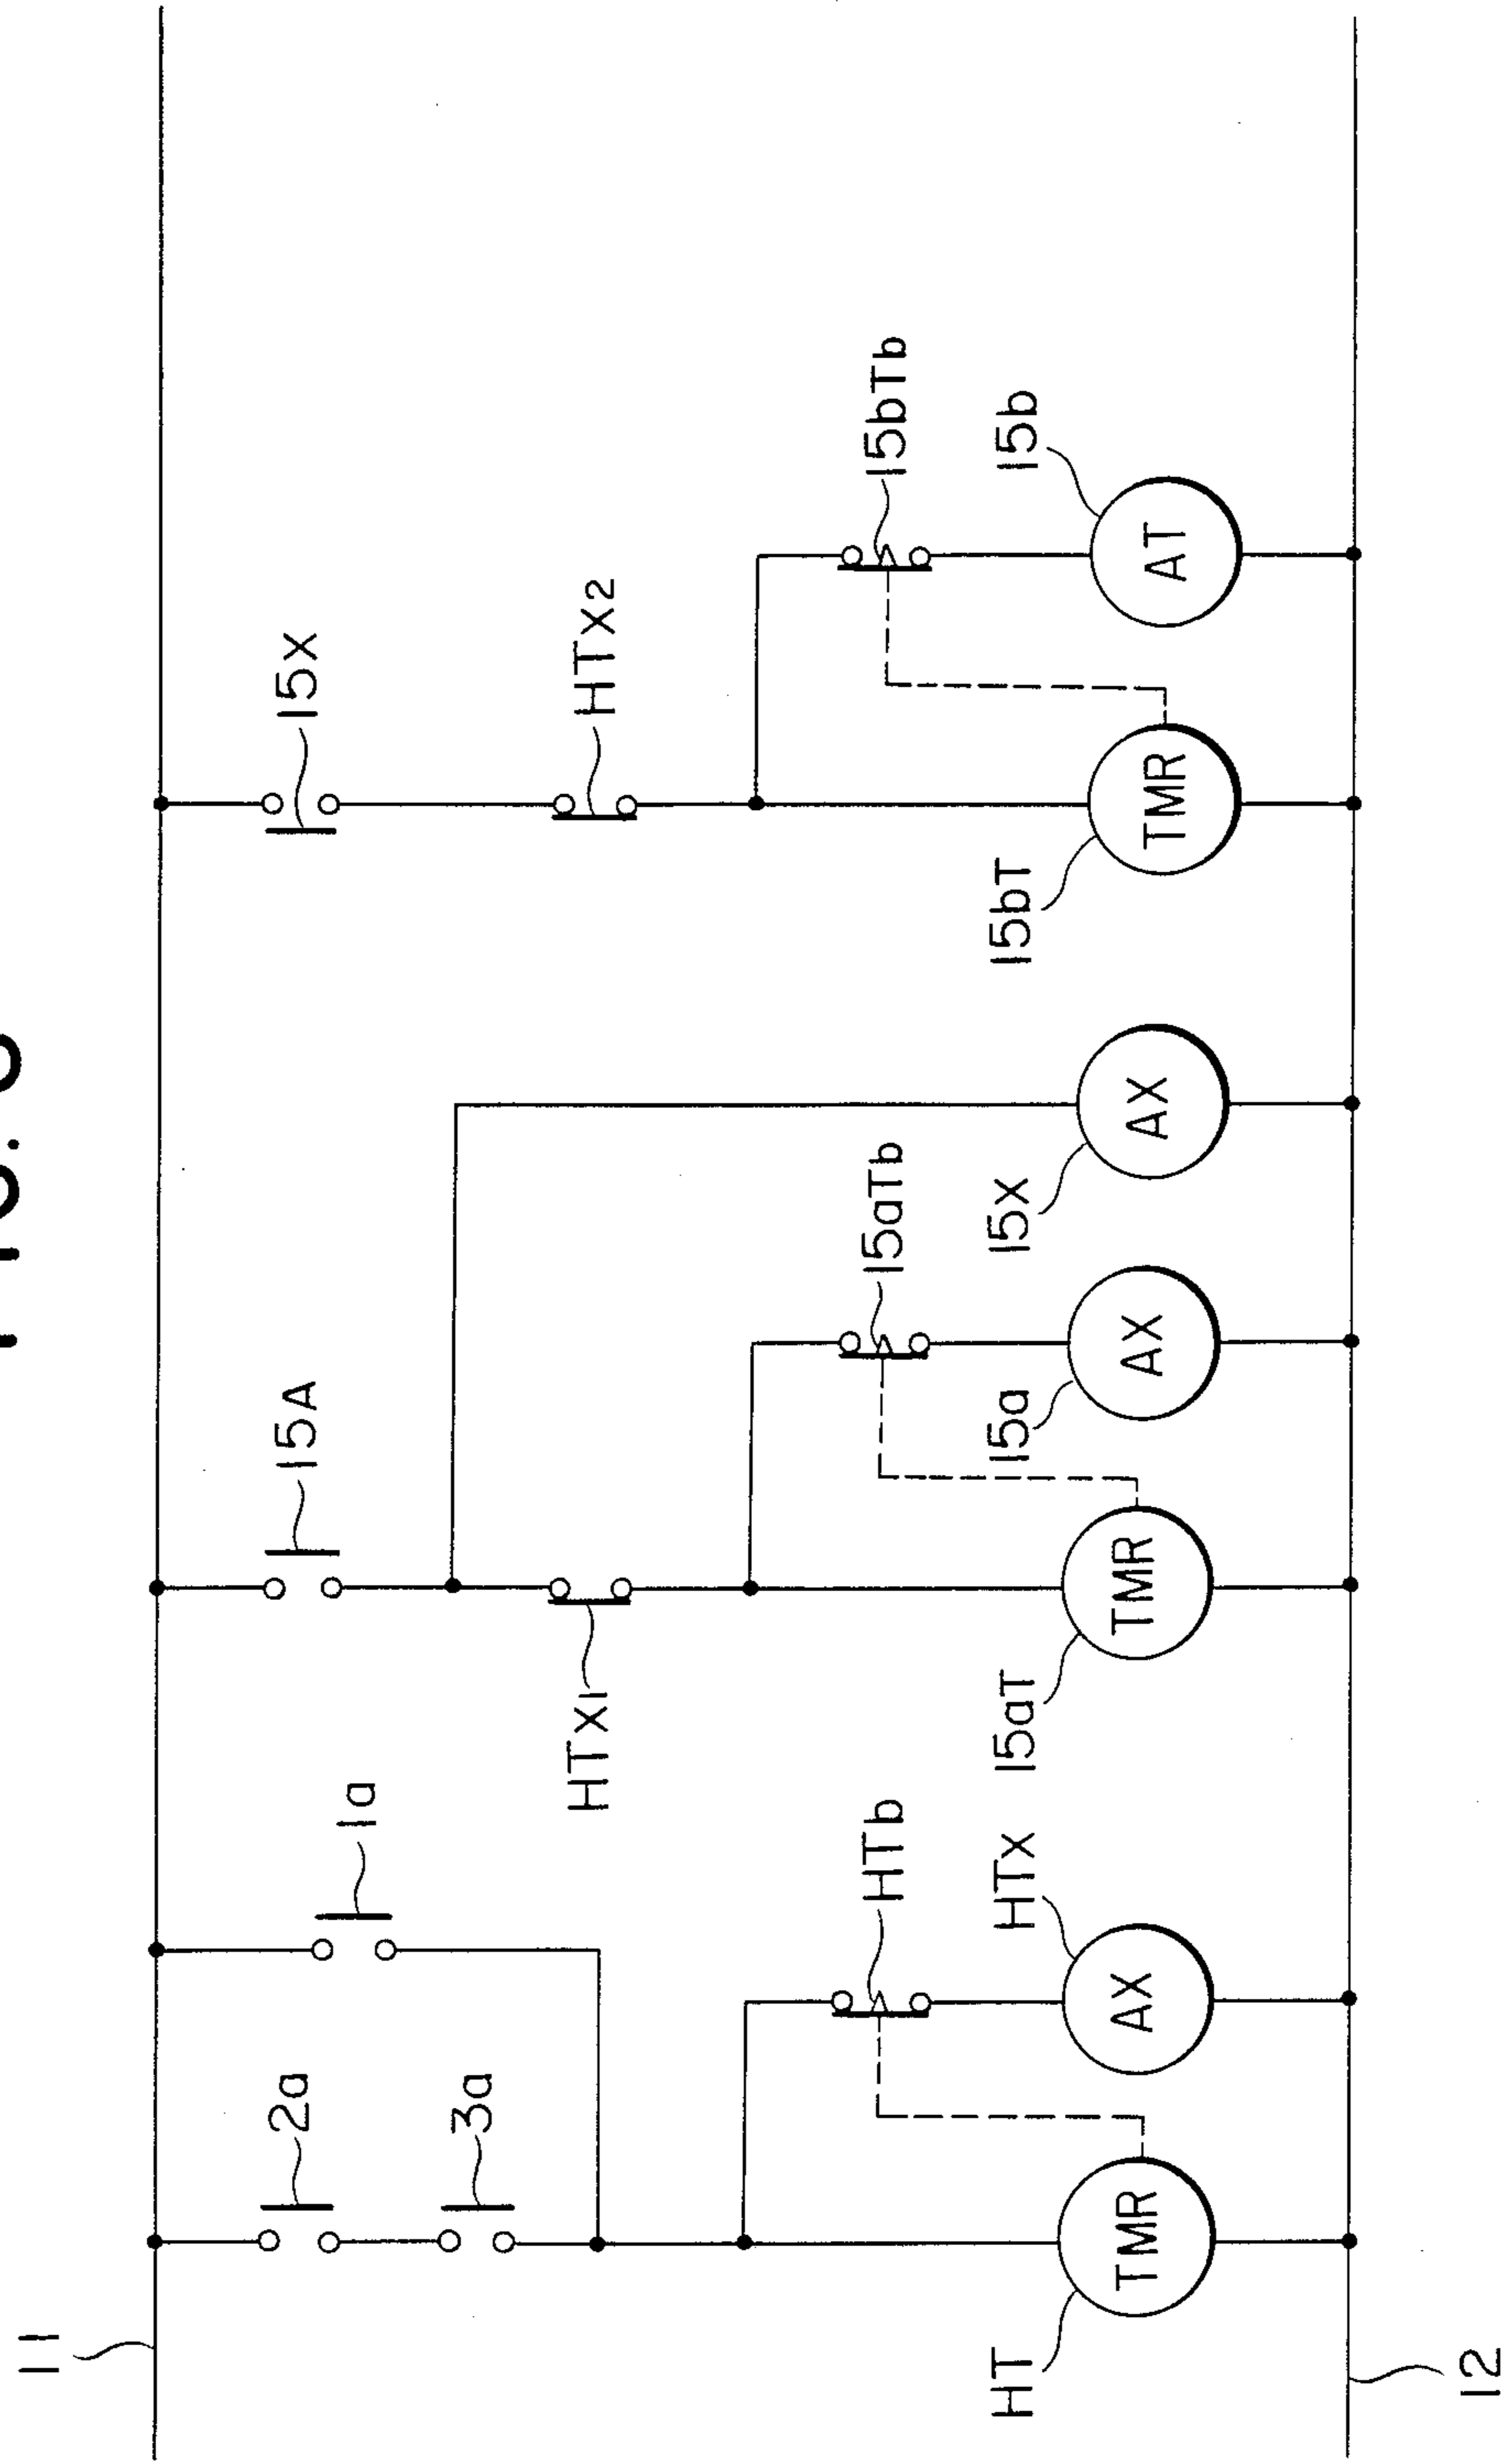 11
2a
3a
1a
HTb
HTX
AX
TMR
HT
15A
HTX1
15aTb
15a
AX
TMR
15aT
15X
AX
15X
HTX2
15bTb
15b
AT
TMR
15bT
12